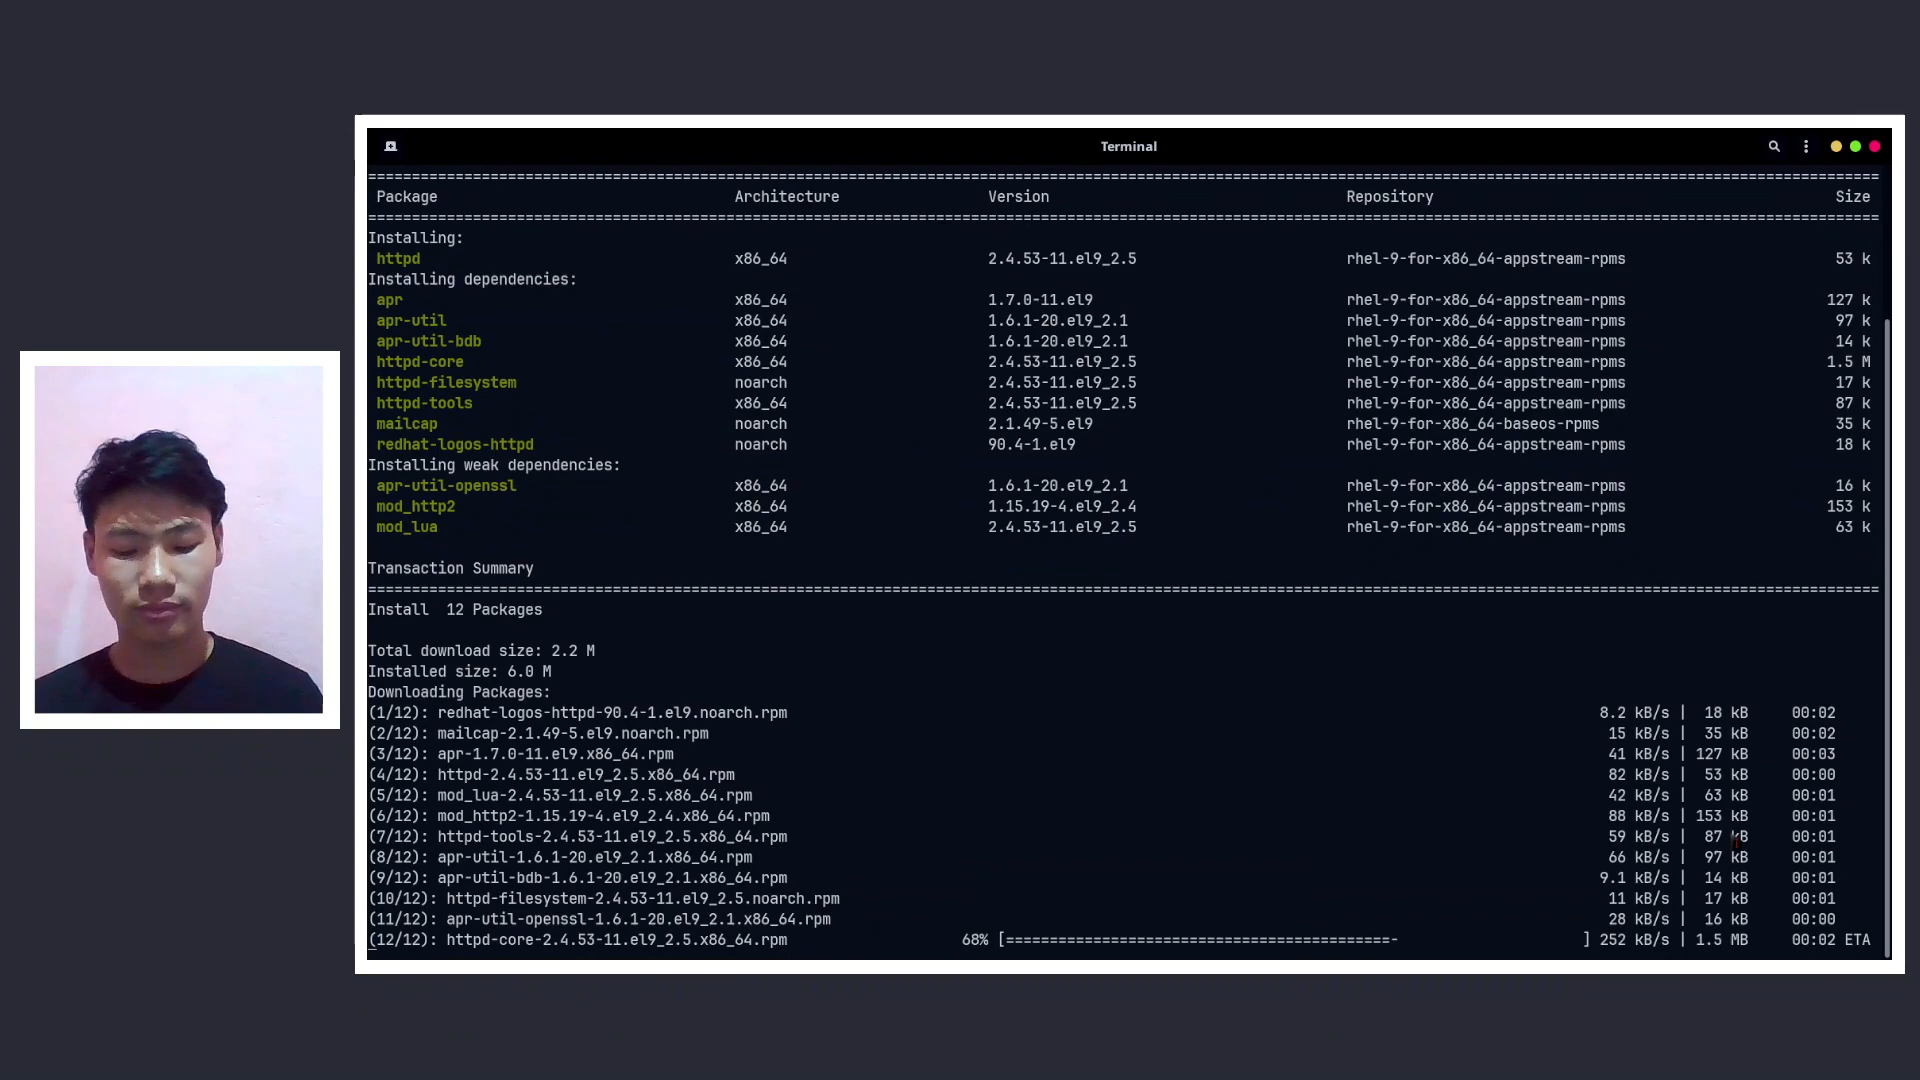 Terminal
================================================================================
Package Architecture Version Repository Size
================================================================================
Installing:
httpd x86_64 2.4.53-11.el9_2.5 rhel-9-for-x86_64-appstream-rpms 53 k
Installing dependencies:
apr x86_64 1.7.0-11.el9 rhel-9-for-x86_64-appstream-rpms 127 k
apr-util x86_64 1.6.1-20.el9_2.1 rhel-9-for-x86_64-appstream-rpms 97 k
apr-util-bdb x86_64 1.6.1-20.el9_2.1 rhel-9-for-x86_64-appstream-rpms 14 k
httpd-core x86_64 2.4.53-11.el9_2.5 rhel-9-for-x86_64-appstream-rpms 1.5 M
httpd-filesystem noarch 2.4.53-11.el9_2.5 rhel-9-for-x86_64-appstream-rpms 17 k
httpd-tools x86_64 2.4.53-11.el9_2.5 rhel-9-for-x86_64-appstream-rpms 87 k
mailcap noarch 2.1.49-5.el9 rhel-9-for-x86_64-baseos-rpms 35 k
redhat-logos-httpd noarch 90.4-1.el9 rhel-9-for-x86_64-appstream-rpms 18 k
Installing weak dependencies:
apr-util-openssl x86_64 1.6.1-20.el9_2.1 rhel-9-for-x86_64-appstream-rpms 16 k
mod_http2 x86_64 1.15.19-4.el9_2.4 rhel-9-for-x86_64-appstream-rpms 153 k
mod_lua x86_64 2.4.53-11.el9_2.5 rhel-9-for-x86_64-appstream-rpms 63 k
Transaction Summary
================================================================================
Install 12 Packages
Total download size: 2.2 M
Installed size: 6.0 M
Downloading Packages:
(1/12): redhat-logos-httpd-90.4-1.el9.noarch.rpm 8.2 kB/s | 18 kB 00:02
(2/12): mailcap-2.1.49-5.el9.noarch.rpm 15 kB/s | 35 kB 00:02
(3/12): apr-1.7.0-11.el9.x86_64.rpm 41 kB/s | 127 kB 00:03
(4/12): httpd-2.4.53-11.el9_2.5.x86_64.rpm 82 kB/s | 53 kB 00:00
(5/12): mod_lua-2.4.53-11.el9_2.5.x86_64.rpm 42 kB/s | 63 kB 00:01
(6/12): mod_http2-1.15.19-4.el9_2.4.x86_64.rpm 88 kB/s | 153 kB 00:01
(7/12): httpd-tools-2.4.53-11.el9_2.5.x86_64.rpm 59 kB/s | 87 kB 00:01
(8/12): apr-util-1.6.1-20.el9_2.1.x86_64.rpm 66 kB/s | 97 kB 00:01
(9/12): apr-util-bdb-1.6.1-20.el9_2.1.x86_64.rpm 9.1 kB/s | 14 kB 00:01
(10/12): httpd-filesystem-2.4.53-11.el9_2.5.noarch.rpm 11 kB/s | 17 kB 00:01
(11/12): apr-util-openssl-1.6.1-20.el9_2.1.x86_64.rpm 28 kB/s | 16 kB 00:00
(12/12): httpd-core-2.4.53-11.el9_2.5.x86_64.rpm 68% [============================================- ] 252 kB/s | 1.5 MB 00:02 ETA